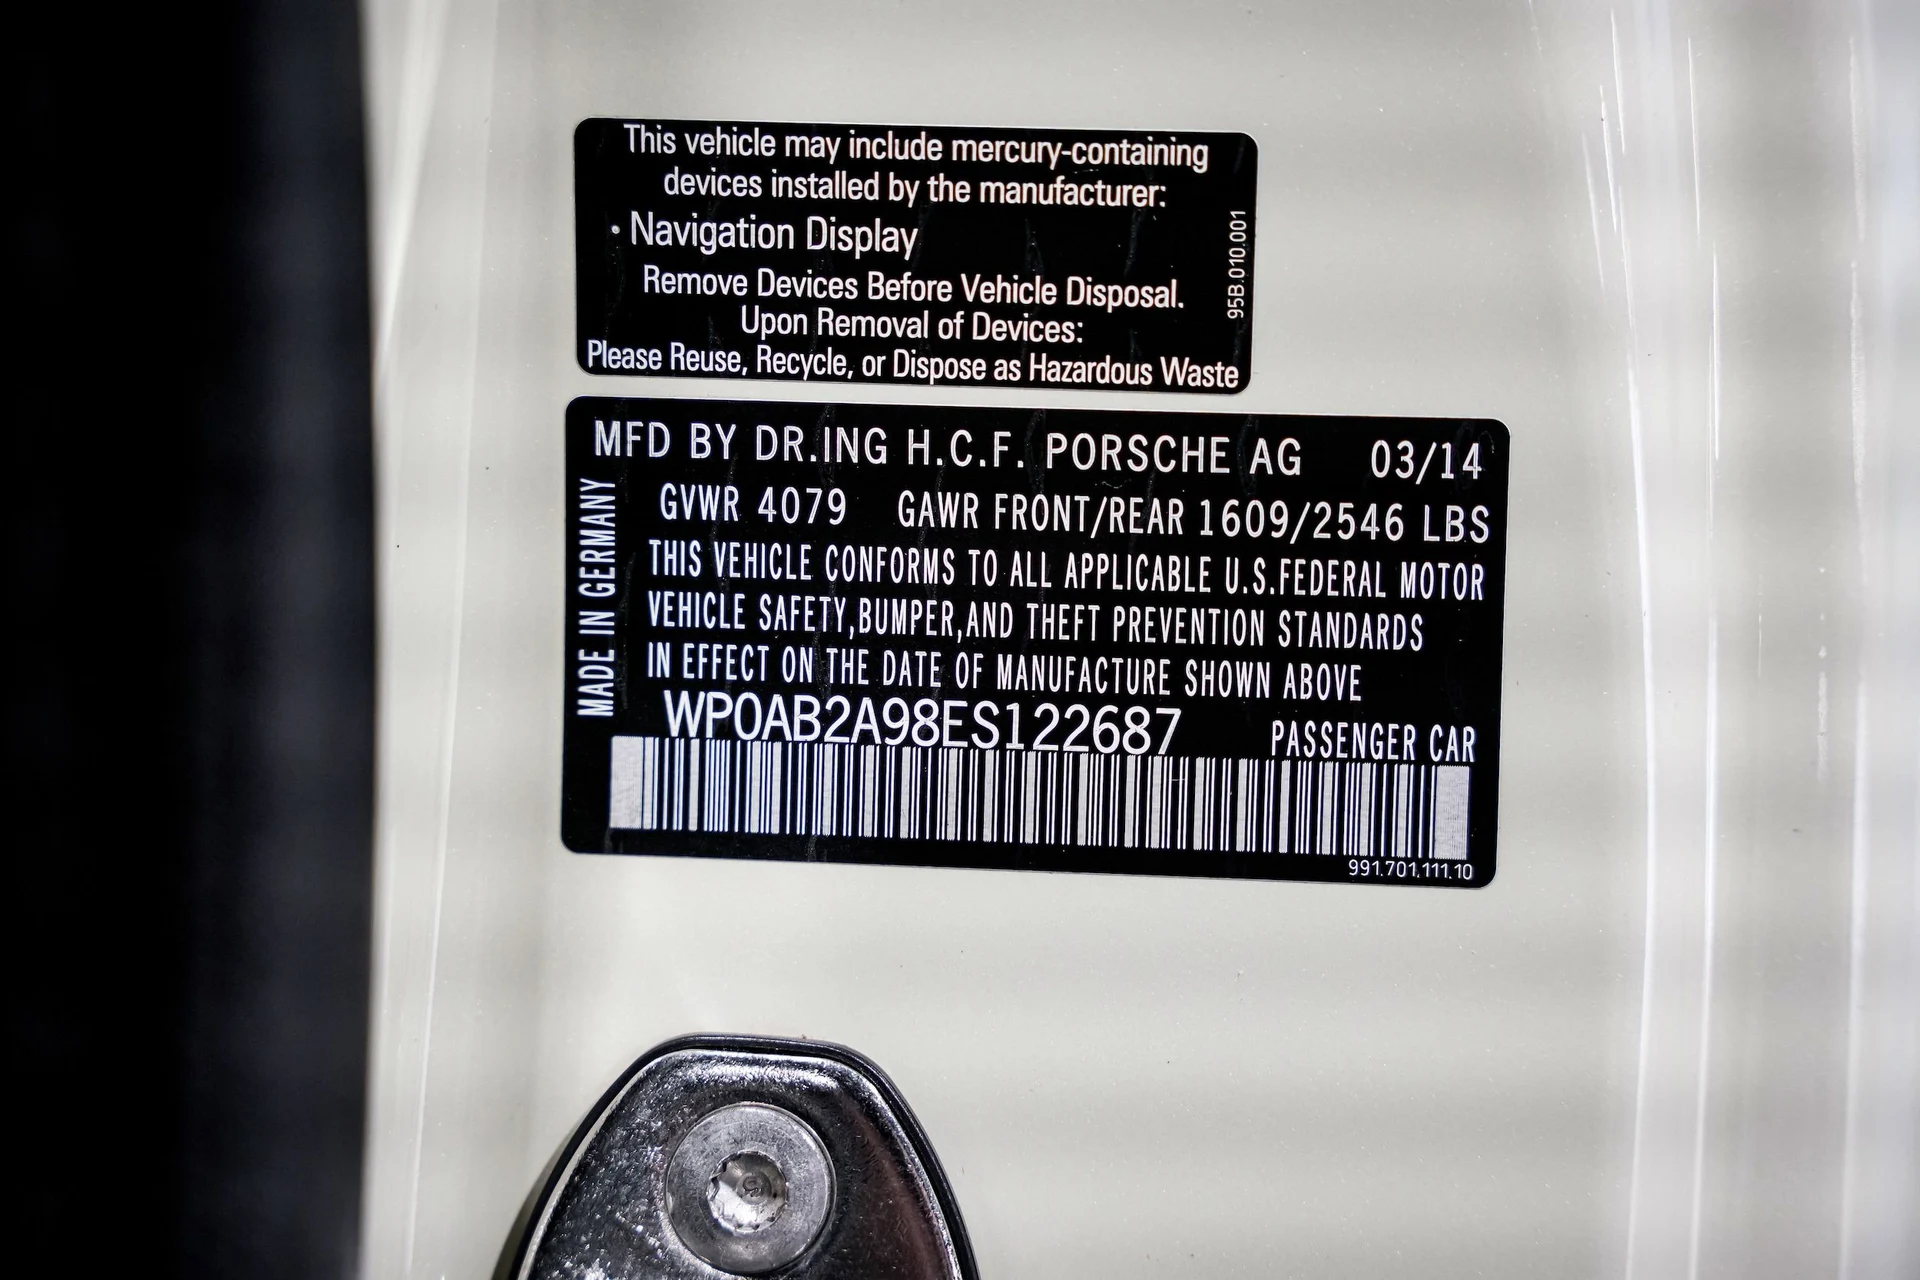 This vehicle may include mercury-containing
devices installed by the manufacturer:
· Navigation Display
Remove Devices Before Vehicle Disposal.
Upon Removal of Devices:
Please Reuse, Recycle, or Dispose as Hazardous Waste
95B.010.001
MFD BY DR.ING H.C.F. PORSCHE AG 03/14
GVWR 4079 GAWR FRONT/REAR 1609/2546 LBS
THIS VEHICLE CONFORMS TO ALL APPLICABLE U.S.FEDERAL MOTOR
VEHICLE SAFETY,BUMPER,AND THEFT PREVENTION STANDARDS
IN EFFECT ON THE DATE OF MANUFACTURE SHOWN ABOVE
MADE IN GERMANY
WP0AB2A98ES122687 PASSENGER CAR
991.701.111.10